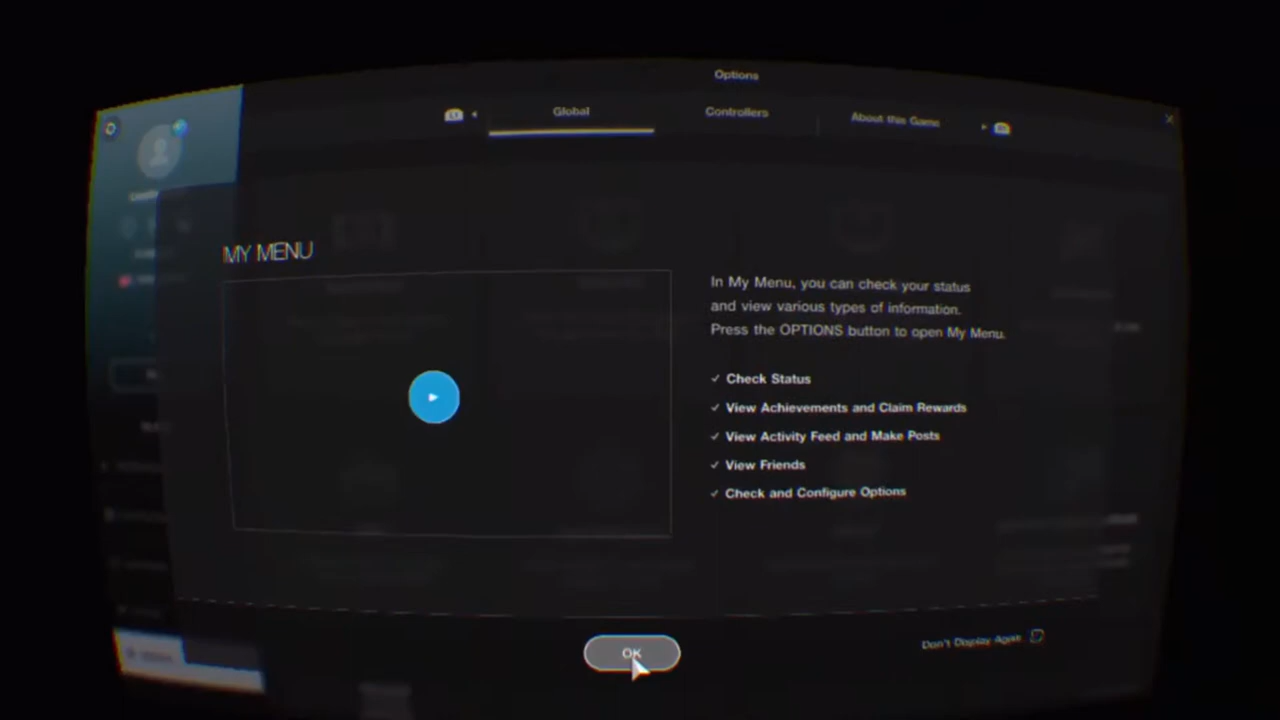 Options
Global
Controllers
About this Game
MY MENU
In My Menu, you can check your status
and view various types of information.
Press the OPTIONS button to open My Menu.
✓ Check Status
✓ View Achievements and Claim Rewards
✓ View Activity Feed and Make Posts
✓ View Friends
✓ Check and Configure Options
Don't Display Again
OK